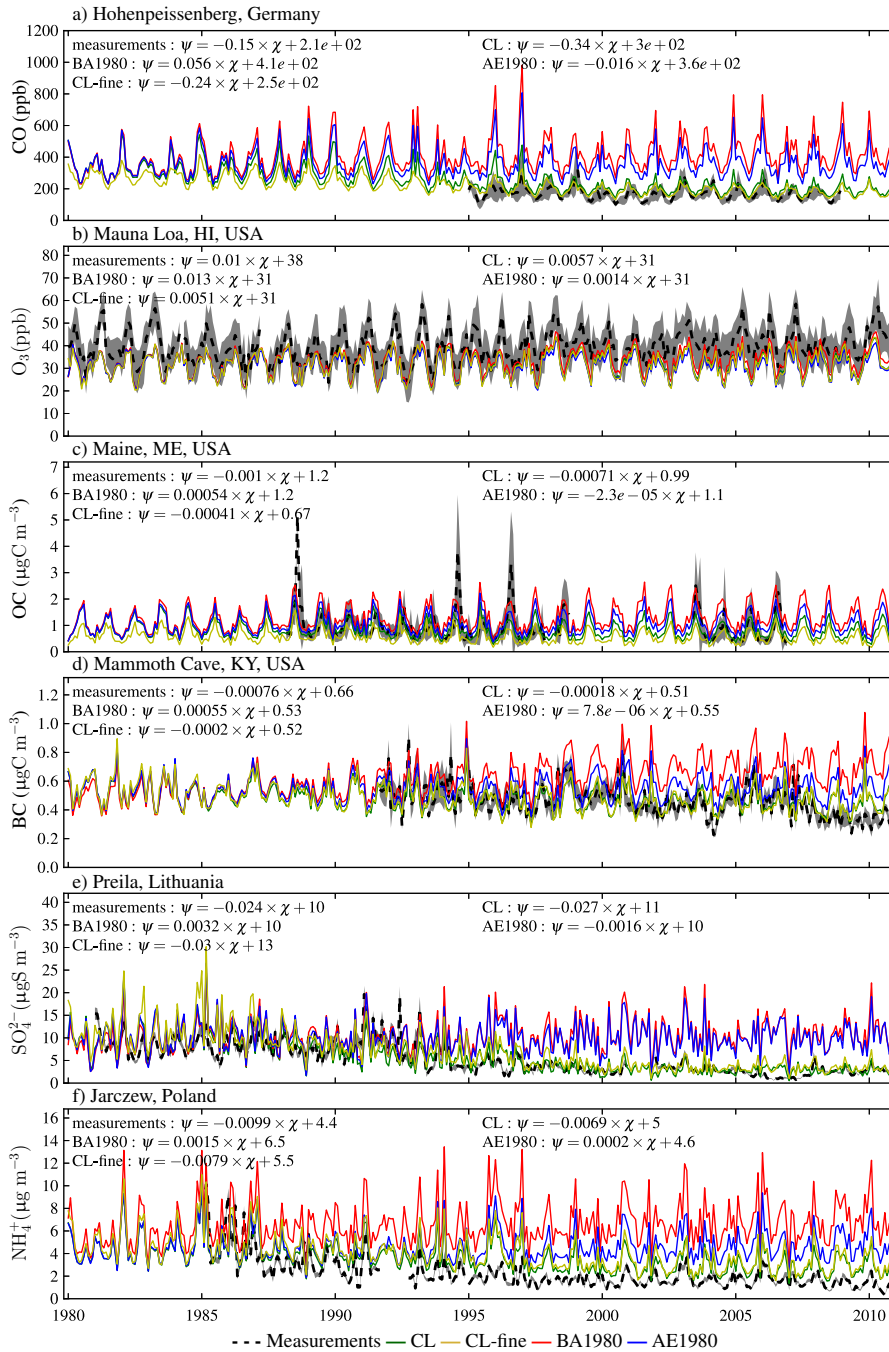 a) Hohenpeissenberg, Germany
measurements : ψ = −0.15 × χ + 2.1e + 02
BA1980 : ψ = 0.056 × χ + 4.1e + 02
CL-fine : ψ = −0.24 × χ + 2.5e + 02
CL : ψ = −0.34 × χ + 3e + 02
AE1980 : ψ = −0.016 × χ + 3.6e + 02
CO (ppb)
1200
1000
800
600
400
200
0
b) Mauna Loa, HI, USA
measurements : ψ = 0.01 × χ + 38
BA1980 : ψ = 0.013 × χ + 31
CL-fine : ψ = 0.0051 × χ + 31
CL : ψ = 0.0057 × χ + 31
AE1980 : ψ = 0.0014 × χ + 31
O₃(ppb)
80
70
60
50
40
30
20
10
0
c) Maine, ME, USA
measurements : ψ = −0.001 × χ + 1.2
BA1980 : ψ = 0.00054 × χ + 1.2
CL-fine : ψ = −0.00041 × χ + 0.67
CL : ψ = −0.00071 × χ + 0.99
AE1980 : ψ = −2.3e − 05 × χ + 1.1
OC (μgC m⁻³)
7
6
5
4
3
2
1
0
d) Mammoth Cave, KY, USA
measurements : ψ = −0.00076 × χ + 0.66
BA1980 : ψ = 0.00055 × χ + 0.53
CL-fine : ψ = −0.0002 × χ + 0.52
CL : ψ = −0.00018 × χ + 0.51
AE1980 : ψ = 7.8e − 06 × χ + 0.55
BC (μgC m⁻³)
1.2
1.0
0.8
0.6
0.4
0.2
0.0
e) Preila, Lithuania
measurements : ψ = −0.024 × χ + 10
BA1980 : ψ = 0.0032 × χ + 10
CL-fine : ψ = −0.03 × χ + 13
CL : ψ = −0.027 × χ + 11
AE1980 : ψ = −0.0016 × χ + 10
SO₄²⁻(μgS m⁻³)
40
35
30
25
20
15
10
5
0
f) Jarczew, Poland
measurements : ψ = −0.0099 × χ + 4.4
BA1980 : ψ = 0.0015 × χ + 6.5
CL-fine : ψ = −0.0079 × χ + 5.5
CL : ψ = −0.0069 × χ + 5
AE1980 : ψ = 0.0002 × χ + 4.6
NH₄⁺(μg m⁻³)
16
14
12
10
8
6
4
2
0
1980 1985 1990 1995 2000 2005 2010
Measurements CL CL-fine BA1980 AE1980